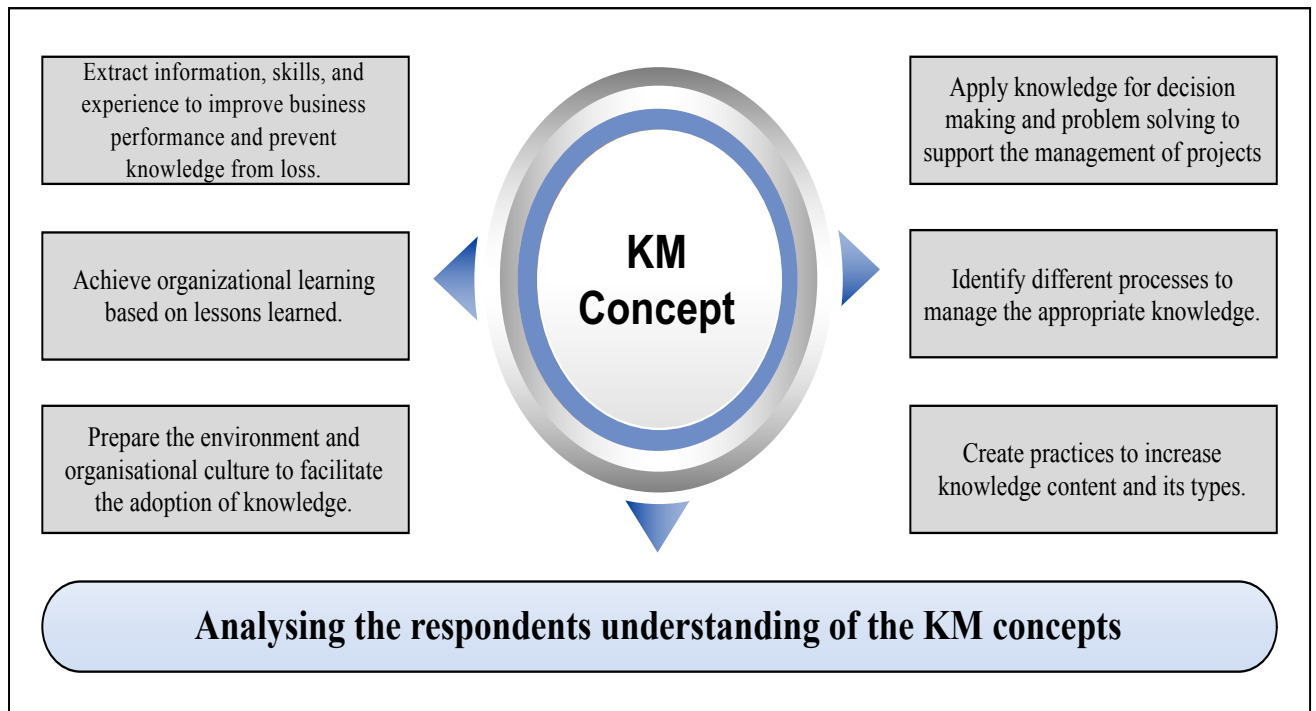 Extract information, skills, and
experience to improve business
performance and prevent
knowledge from loss.
Achieve organizational learning
based on lessons learned.
Prepare the environment and
organisational culture to facilitate
the adoption of knowledge.
KM
Concept
Apply knowledge for decision
making and problem solving to
support the management of projects
Identify different processes to
manage the appropriate knowledge.
Create practices to increase
knowledge content and its types.
Analysing the respondents understanding of the KM concepts